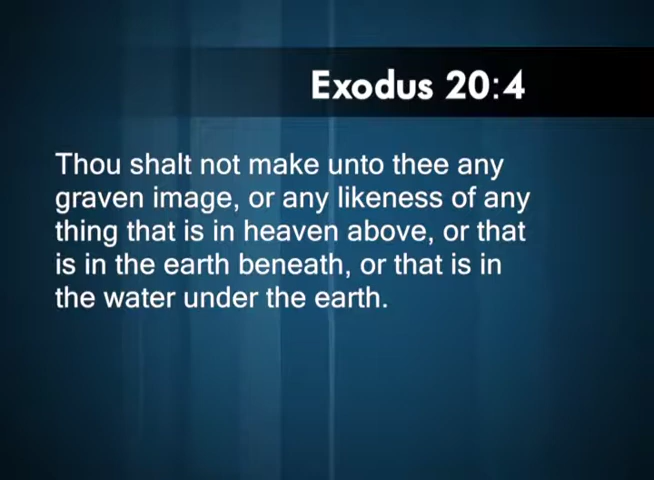 Exodus 20:4
Thou shalt not make unto thee any
graven image, or any likeness of any
thing that is in heaven above, or that
is in the earth beneath, or that is in
the water under the earth.